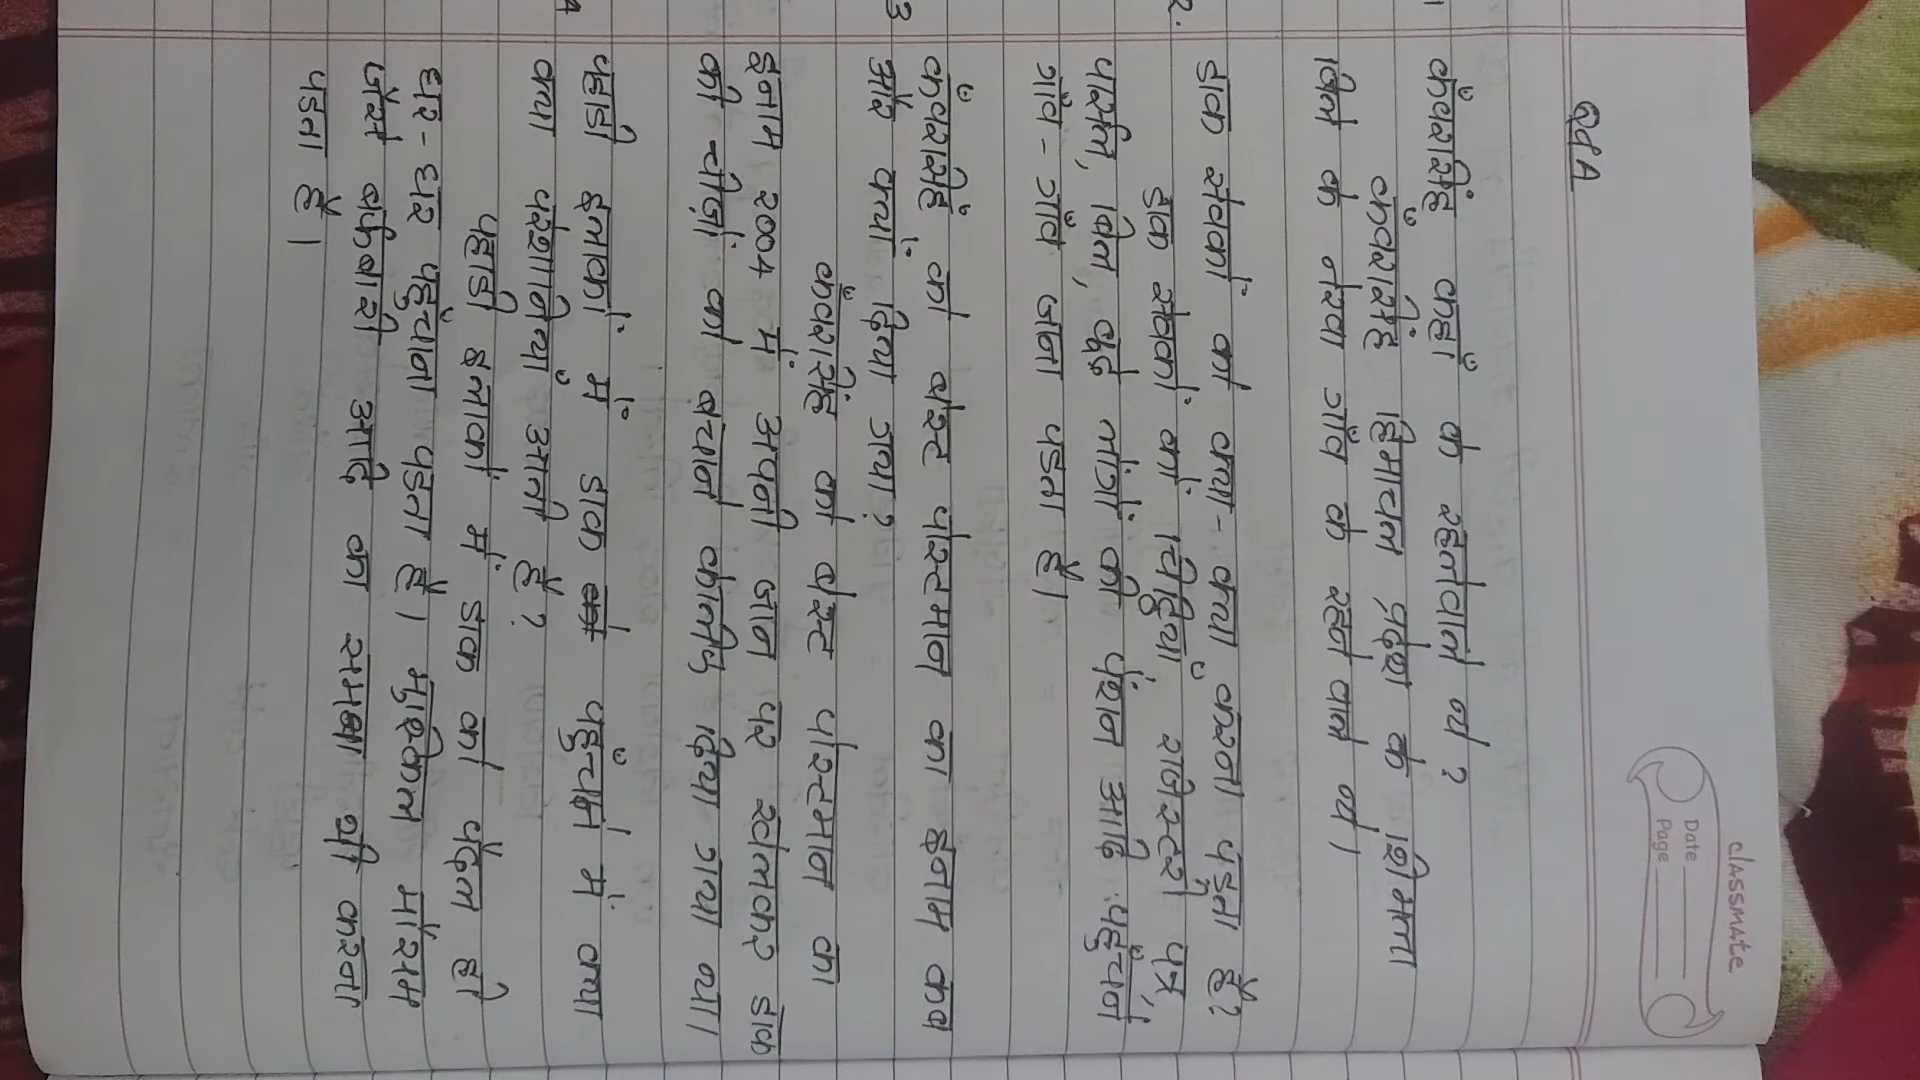 classmate
Date
Page
Q&A
1 कँवरसिंह कहाँ के रहनेवाले थे?
कँवरसिंह हिमाचल प्रदेश के शिमला
जिले के नेरवा गाँव के रहने वाले थे।
2. डाक सेवकों को क्या-क्या करना पड़ता है?
डाक सेवकों को चिट्ठियाँ, रजिस्टरी पत्र,
पार्सल, बिल, बूढ़े लोगों की पेंशन आदि पहुँचाने
गाँव-गाँव जाना पड़ता है।
3 कँवरसिंह को बेस्ट पोस्टमान का इनाम कब
और क्यों दिया गया?
कँवरसिंह को बेस्ट पोस्टमान का
इनाम 2004 में अपनी जान पर खेलकर डाक
की चीज़ों को बचाने केलिए दिया गया था।
4 पहाडी इलाकों में डाक पहुँचाने में क्या
क्या परेशानियाँ आती है?
पहाडी इलाकों में डाक को पैदल ही
घर-घर पहुँचाना पड़ता है। मुश्किल मौसम
जैसे बर्फबारी आदि का सामना भी करना
पडता है।